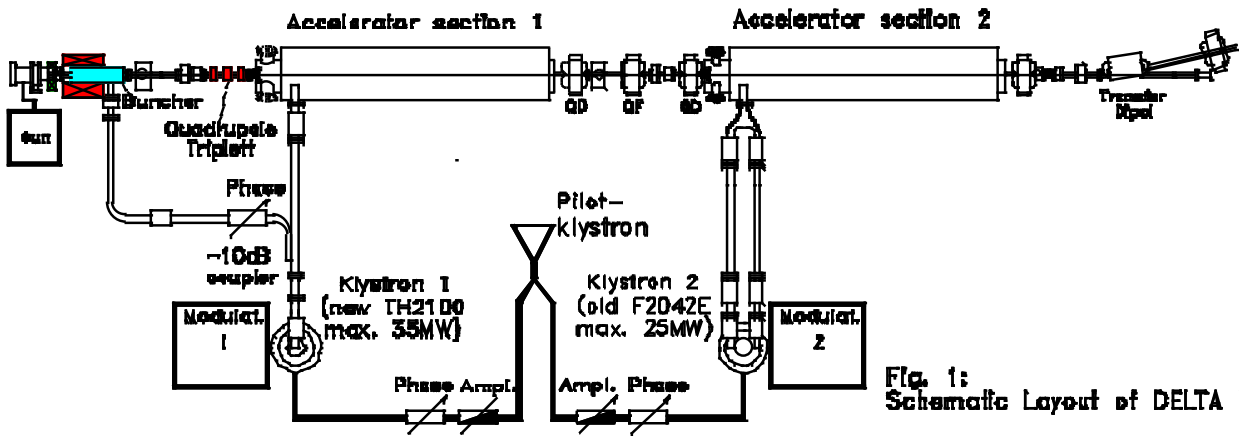 Accelerator section 1
Accelerator section 2
Buncher
Gun
Quadrupole
Triplett
QD
QF
QD
Transfer
Dipol
Phase
-10dB
coupler
Pilot-
klystron
Klystron 1
(new TH2100
max. 35MW)
Klystron 2
(old F2042E
max. 25MW)
Modulat.
1
Modulat.
2
Phase Ampl.
Ampl. Phase
Fig. 1:
Schematic Layout of DELTA